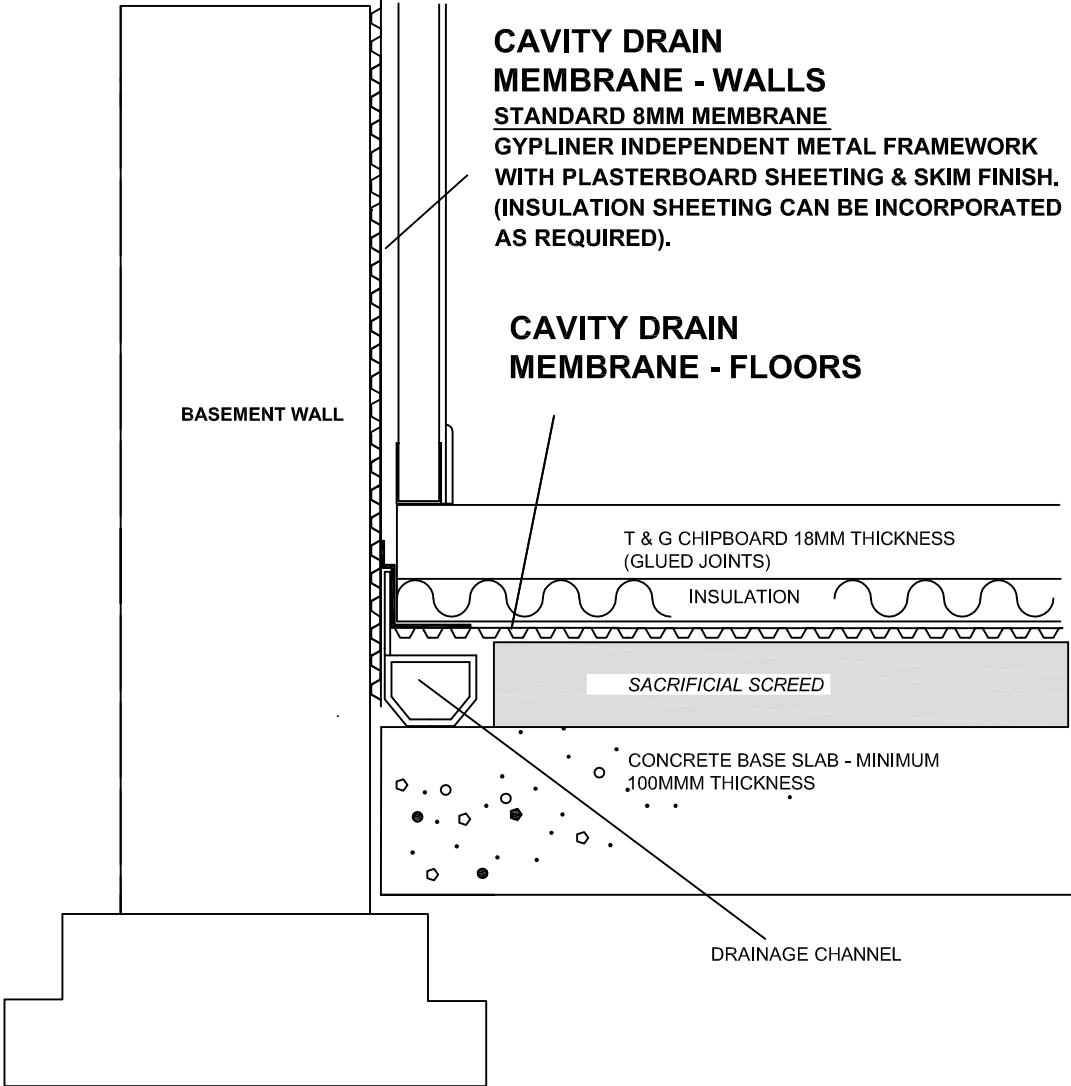 CAVITY DRAIN
MEMBRANE - WALLS
STANDARD 8MM MEMBRANE
GYPLINER INDEPENDENT METAL FRAMEWORK
WITH PLASTERBOARD SHEETING & SKIM FINISH.
(INSULATION SHEETING CAN BE INCORPORATED
AS REQUIRED).
CAVITY DRAIN
MEMBRANE - FLOORS
BASEMENT WALL
T & G CHIPBOARD 18MM THICKNESS
(GLUED JOINTS)
INSULATION
SACRIFICIAL SCREED
CONCRETE BASE SLAB - MINIMUM
100MMM THICKNESS
DRAINAGE CHANNEL